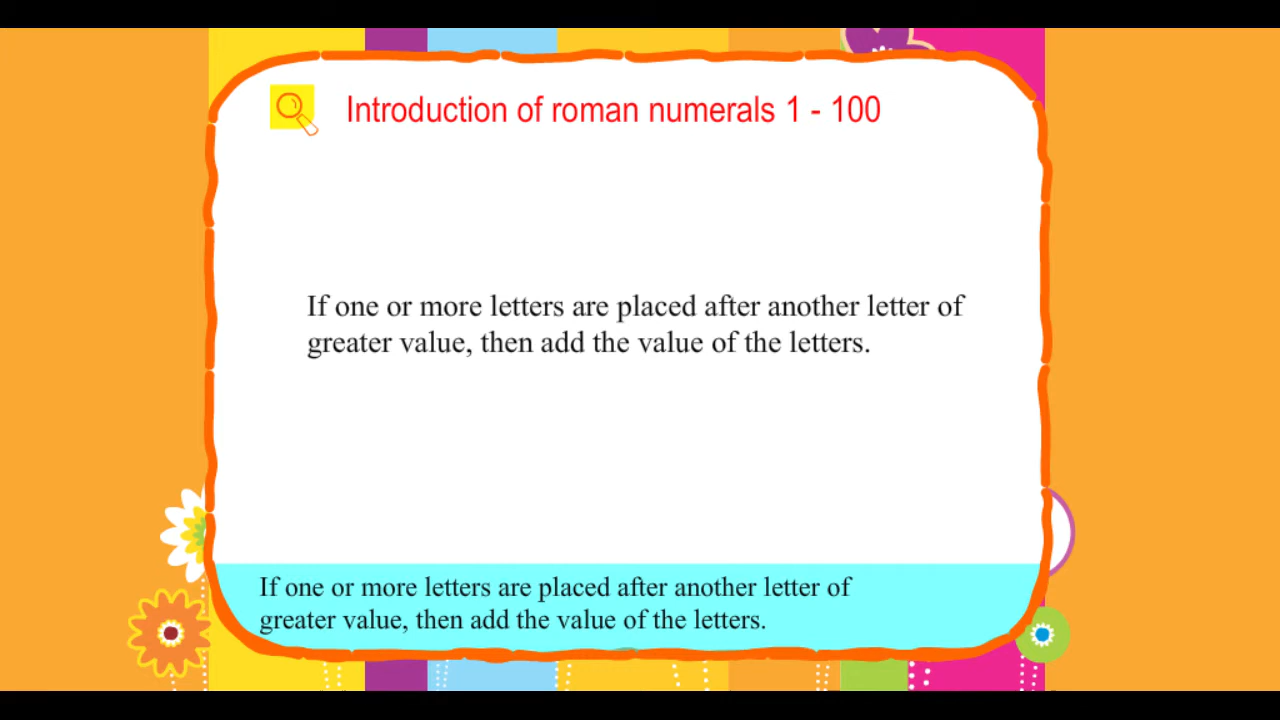 Introduction of roman numerals 1 - 100
If one or more letters are placed after another letter of
greater value, then add the value of the letters.
If one or more letters are placed after another letter of
greater value, then add the value of the letters.